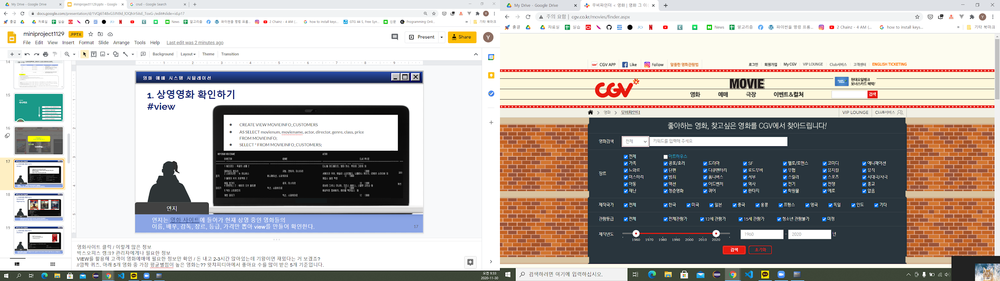 My Drive - Google Drive
miniproject1129.pptx - Google
crud - Google Search
docs.google.com/presentation/d/1VQj6T48vG3JN9d_lOQhJr5ilsE_ToxG-/edit#slide=id.p17
출결
자료실
실습
News
알고리즘
파이썬을 명령 프롬...
2 Chainz - 4 AM (...
how to install keys...
GTG 44 S, Free Syn...
신문
Programming Onli...
기타 북마크
miniproject1129
.PPTX
File Edit View Insert Format Slide Arrange Tools Help
Last edit was 2 minutes ago
Present
Share
Y
Background
Layout
Theme
Transition
14
15
시나리오
16
Loading...
17
18
19
영화 예매 시스템 시뮬레이션
1. 상영영화 확인하기
#view
CREATE VIEW MOVIEINFO_CUSTOMERS
AS SELECT movienum, moviename, actor, director, genre, class, price
FROM MOVIEINFO;
SELECT * FROM MOVIEINFO_CUSTOMERS;
MOVIENUM MOVIENAME
ACTOR
DIRECTOR
GENRE
CLAS PRICE
연지
연지는 영화 사이트에 들어가 현재 상영 중인 영화들의
이름, 배우, 감독, 장르, 등급, 가격만 뽑아 view를 만들어 확인한다.
17
영화사이트 클릭 / 이렇게 많은 정보
박스오피스 랭크? 관리자에게나 필요한 정보
VIEW를 활용해 고객이 영화예매에 필요한 정보만 확인 / 돈 내고 2-3시간 앉아있는데 기왕이면 재밌다는 거 보겠죠?
//깜짝 퀴즈. 아래 5개 영화 중 가장 평균별점이 높은 영화는?? 왓챠피디아에서 좋아요 수를 많이 받은 5개 기준입니다.
오전 9:33
2020-11-30
My Drive - Google Drive
무비파인더 < 영화 | 영화 그 이상
주의 요함
cgv.co.kr/movies/finder.aspx
출결
자료실
실습
News
알고리즘
파이썬을 명령 프롬...
2 Chainz - 4 AM (...
how to install keys...
기타 북마크
CGV APP
Like
Follow
알뜰한 영화관람법
로그인
회원가입
My CGV
VIP LOUNGE
Club서비스
고객센터
ENGLISH TICKETING
CGV
MOVIE
현대오일뱅크
보너스카드 혜택!
영화
예매
극장
이벤트&컬처
검색
영화
무비파인더
VIP LOUNGE
CLUB서비스
좋아하는 영화, 찾고싶은 영화를 CGV에서 찾아드립니다!
영화검색
전체
키워드를 입력해 주세요
장르
전체 아트하우스
가족 공포/호러 드라마 SF 멜로/로맨스 코미디 애니메이션
느와르 단편 다큐멘터리 로드무비 무협 뮤지컬 뮤직
미스터리 범죄 옴니버스 서부 스릴러 스포츠 시대극/사극
아동 액션 어드벤처 역사 전기 전쟁 종교
재난 청춘영화 퀴어 판타지 학원물 에로 없음
제작국가 전체 한국 미국 일본 중국 홍콩 프랑스 영국 독일 인도 기타
관람등급 전체 전체관람가 12세 관람가 15세 관람가 청소년 관람불가 미정
제작년도
1960 1970 1980 1990 2000 2010 2020
1960 ~ 2020 년
검색
초기화
검색하려면 여기에 입력하십시오.